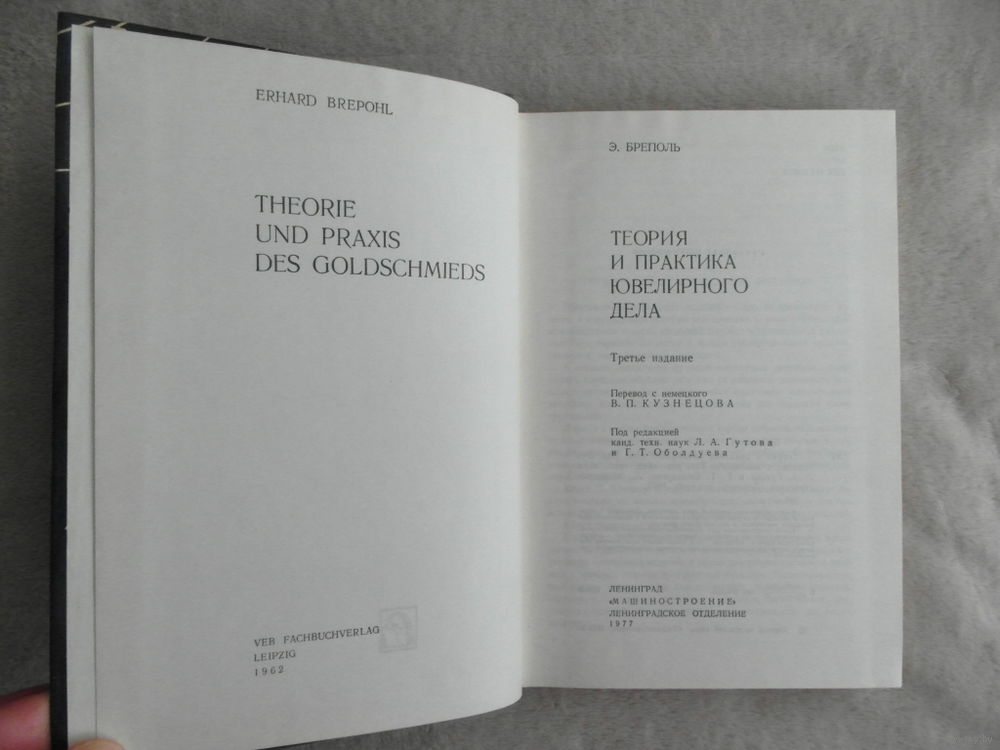 ERHARD BREPOHL
THEORIE
UND PRAXIS
DES GOLDSCHMIEDS
VEB FACHBUCHVERLAG
LEIPZIG
1962
Э. БРЕПОЛЬ
ТЕОРИЯ
И ПРАКТИКА
ЮВЕЛИРНОГО
ДЕЛА
Третье издание
Перевод с немецкого
В. П. КУЗНЕЦОВА
Под редакцией
канд. техн. наук Л. А. Гутова
и Г. Т. Оболдуева
ЛЕНИНГРАД
«МАШИНОСТРОЕНИЕ»
ЛЕНИНГРАДСКОЕ ОТДЕЛЕНИЕ
1977